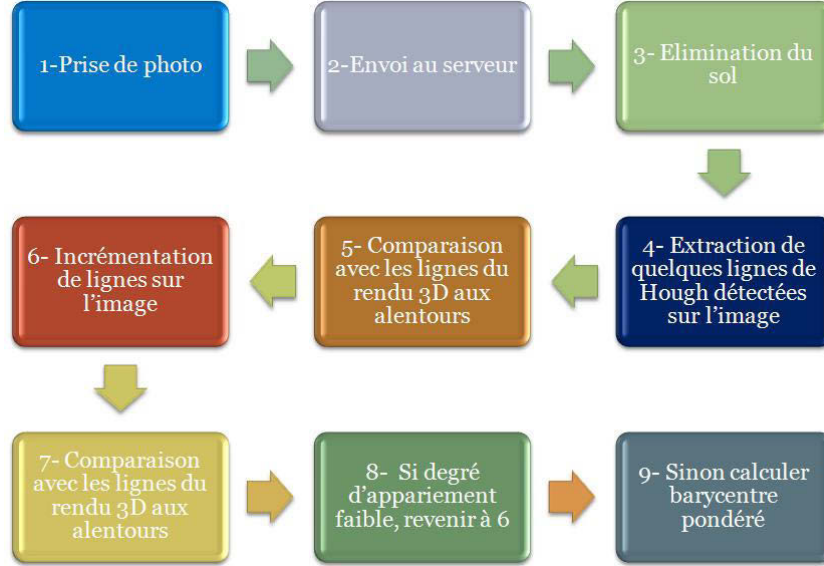 1-Prise de photo
2-Envoi au serveur
3- Elimination du
sol
4- Extraction de
quelques lignes de
Hough détectées
sur l'image
5- Comparaison
avec les lignes du
rendu 3D aux
alentours
6- Incrémentation
de lignes sur
l'image
7- Comparaison
avec les lignes du
rendu 3D aux
alentours
8- Si degré
d'appariement
faible, revenir à 6
9- Sinon calculer
barycentre
pondéré